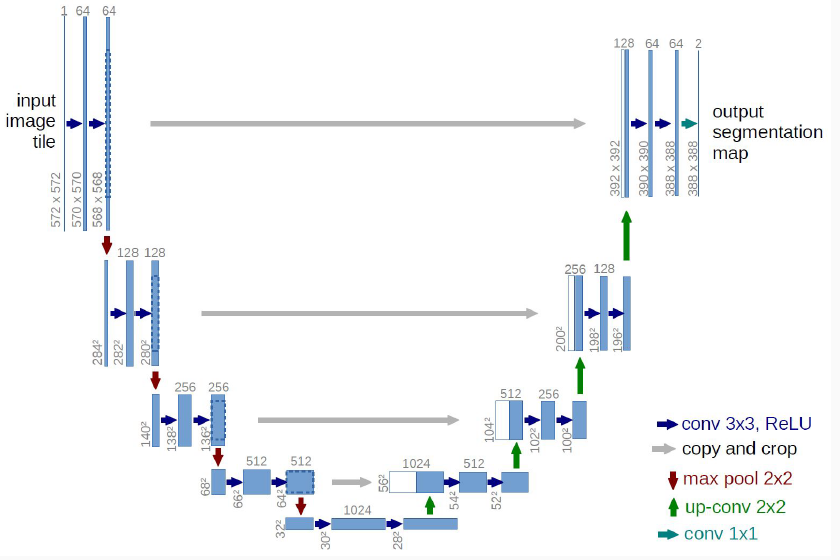 1 64 64
128 64 64 2
input
image
tile
output
segmentation
map
572 x 572
570 x 570
568 x 568
392 x 392
390 x 390
388 x 388
388 x 388
128 128
256 128
284²
282²
280²
200²
198²
196²
256 256
512 256
140²
138²
136²
104²
102²
100²
512 512
1024 512
68²
66²
64²
56²
54²
52²
1024
32²
30²
28²
conv 3x3, ReLU
copy and crop
max pool 2x2
up-conv 2x2
conv 1x1